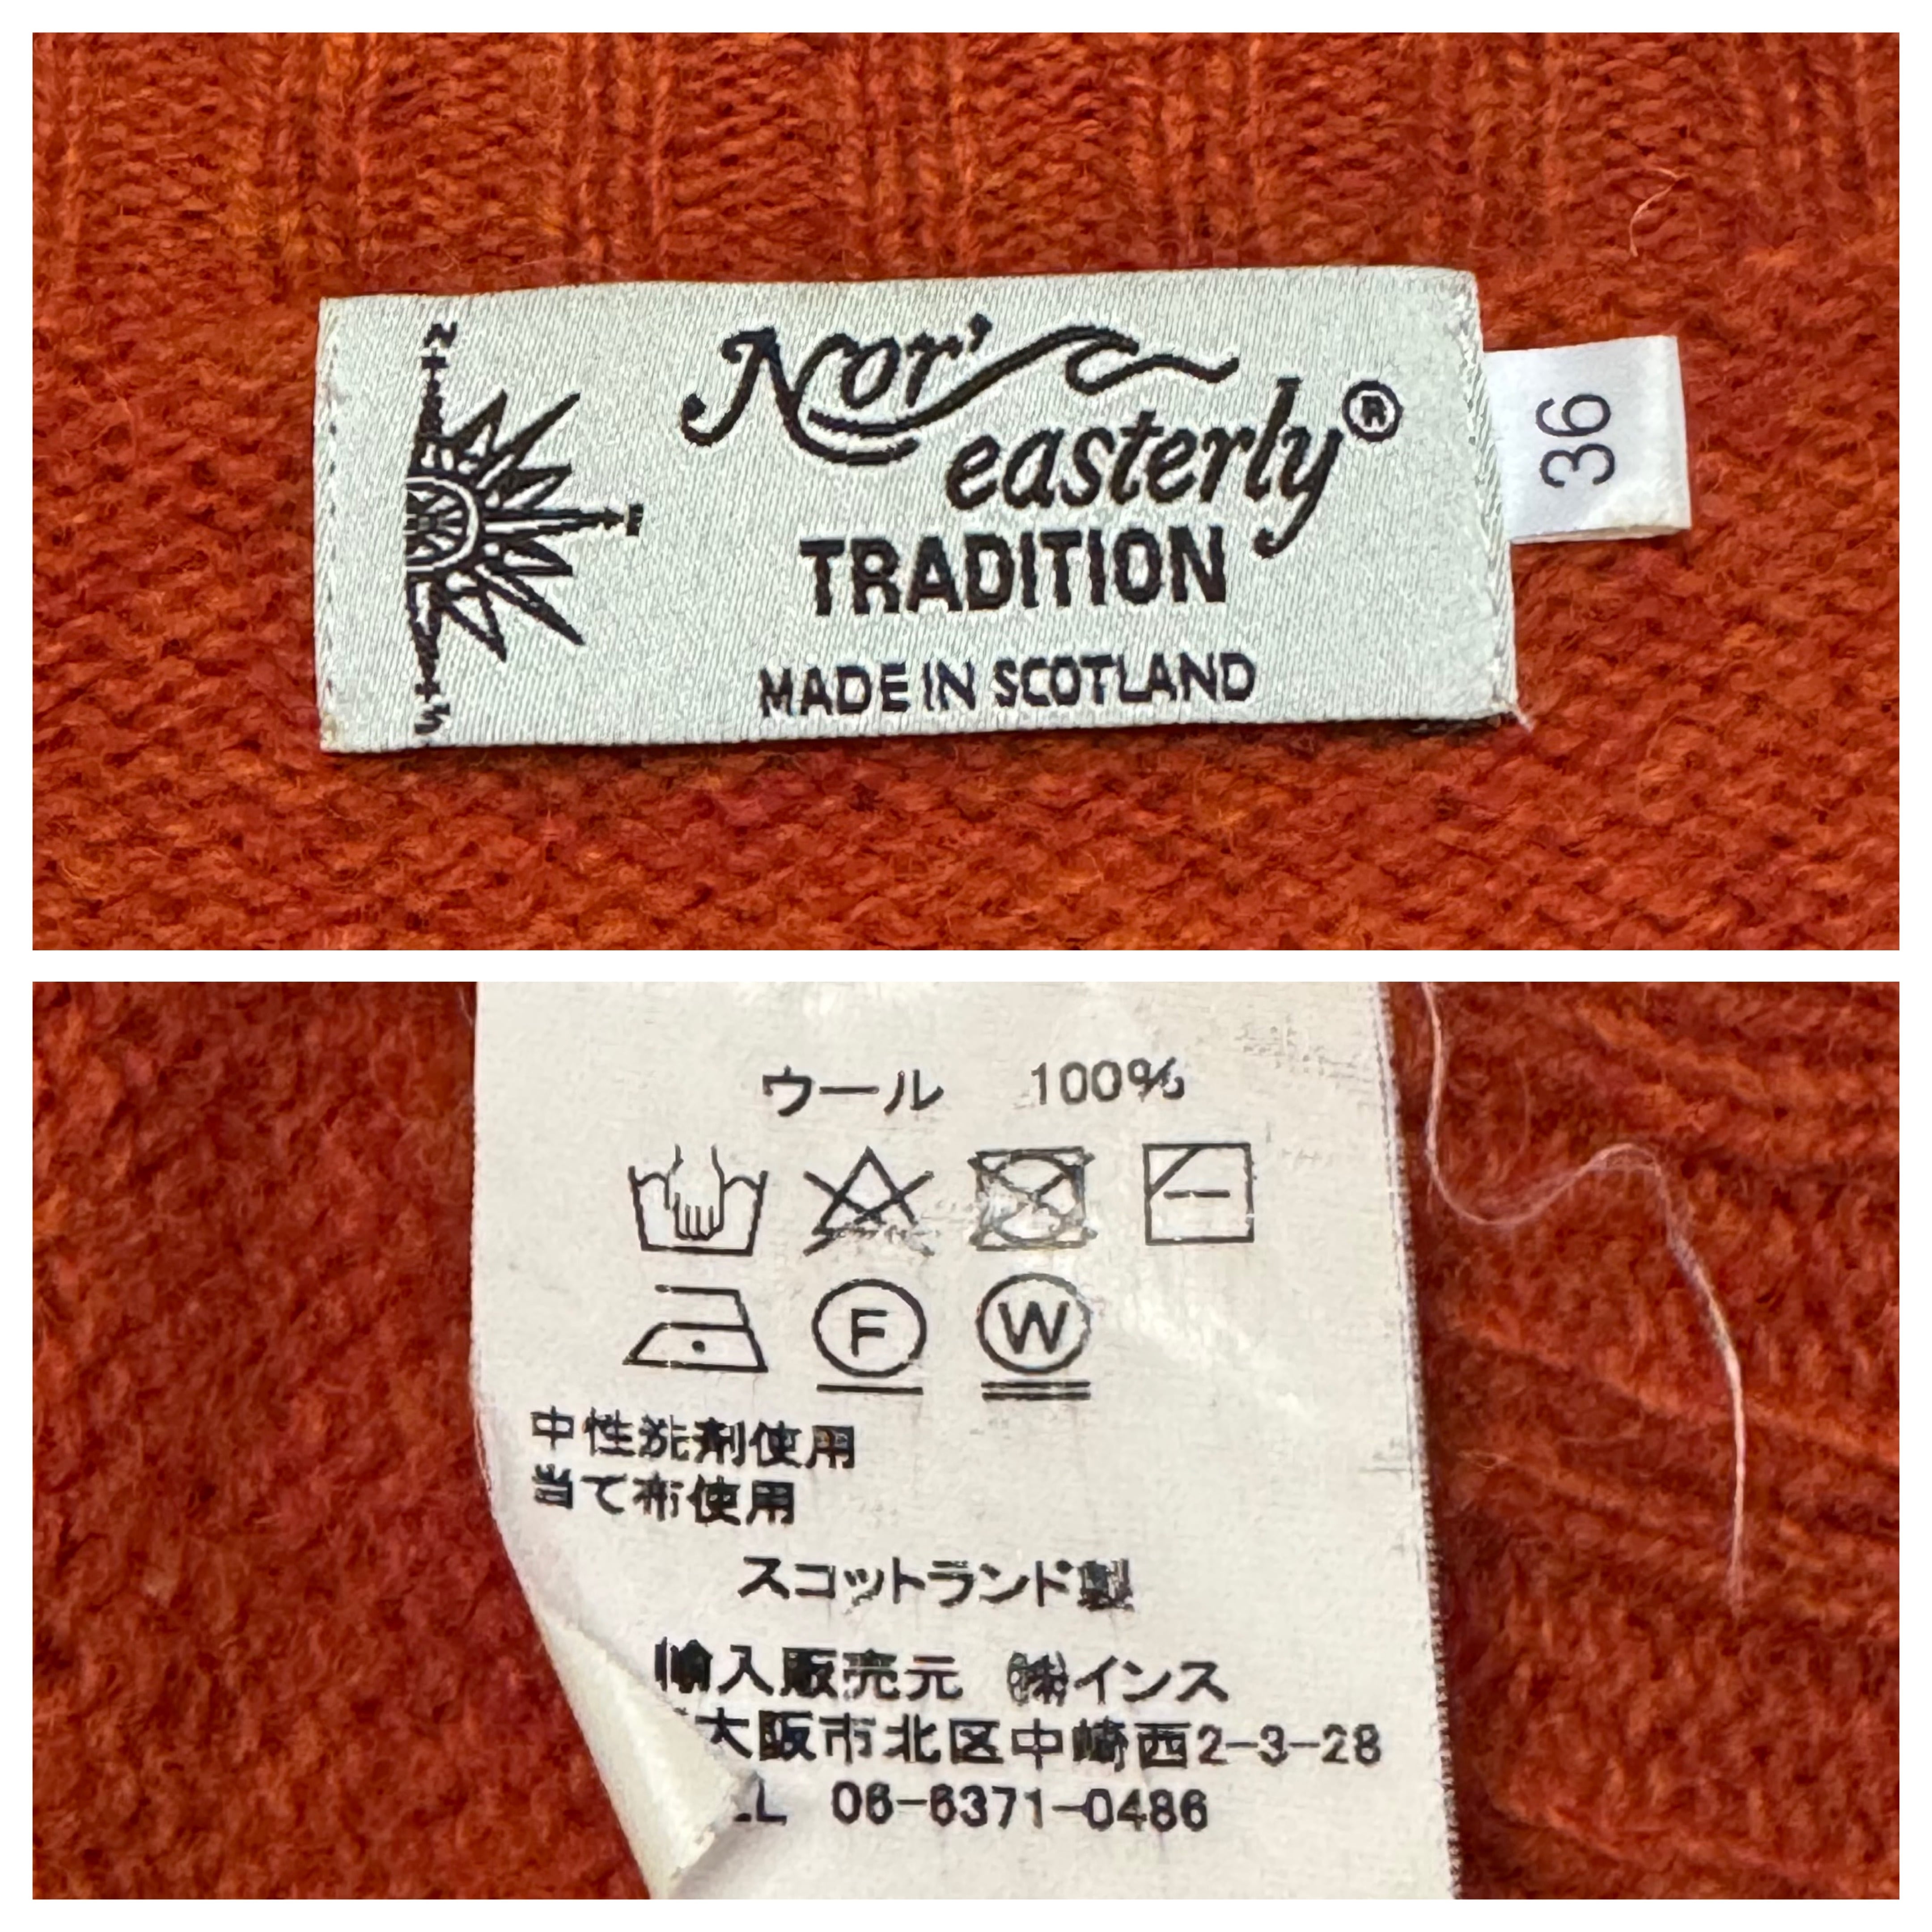 N
E
S
Nor'
easterly®
TRADITION
MADE IN SCOTLAND
36
ウール 100%
F W
中性洗剤使用
当て布使用
スコットランド製
輸入販売元 ㈱インス
大阪市北区中崎西2-3-28
EL 06-6371-0486